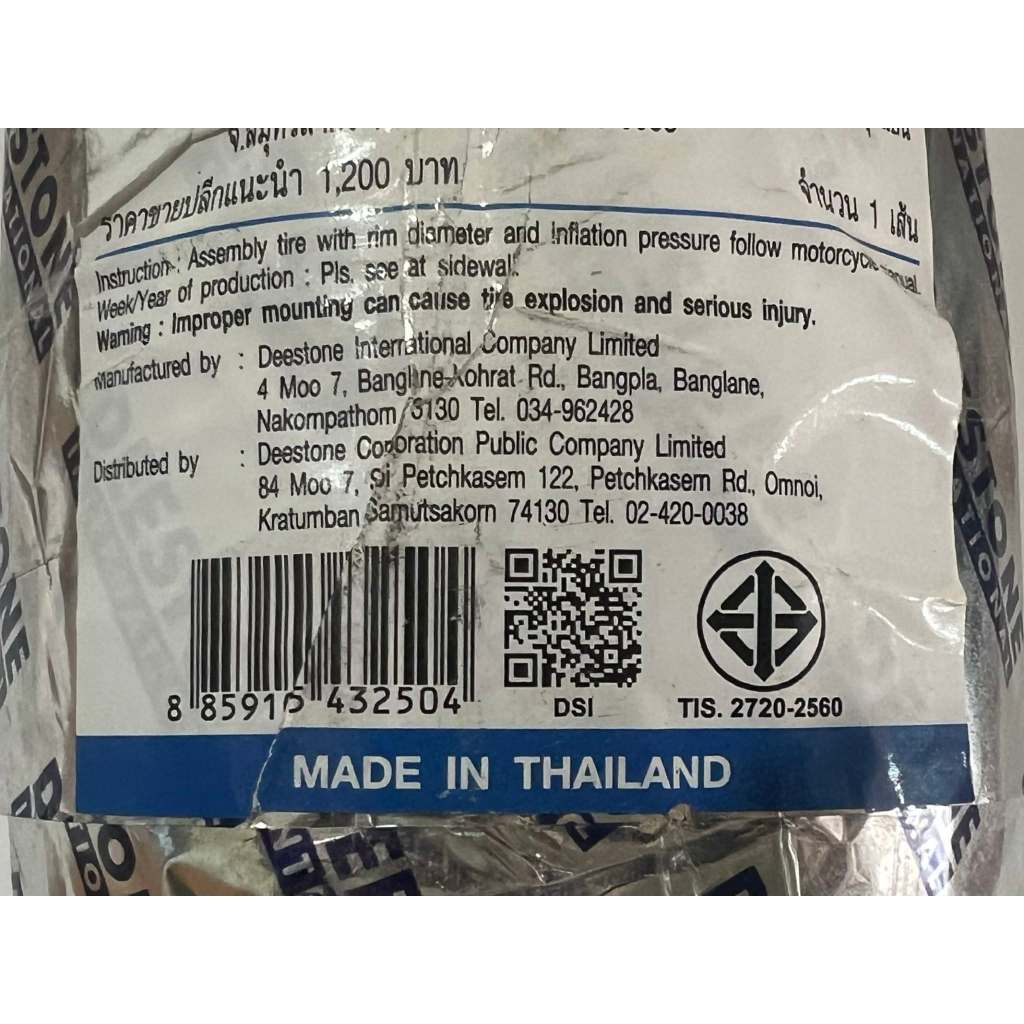 ราคาขายปลีกแนะนำ 1,200 บาท
จำนวน 1 เส้น
Instruction : Assembly tire with rim diameter and inflation pressure follow motorcycle manual.
Week/Year of production : Pls. see at sidewall.
Warning : Improper mounting can cause tire explosion and serious injury.
Manufactured by : Deestone International Company Limited
4 Moo 7, Banglane-Kohrat Rd., Bangpla, Banglane,
Nakornpathom 73130 Tel. 034-962428
Distributed by : Deestone Corporation Public Company Limited
84 Moo 7, Soi Petchkasem 122, Petchkasem Rd., Omnoi,
Kratumban Samutsakorn 74130 Tel. 02-420-0038
8 85915 432504
DSI
TIS. 2720-2560
MADE IN THAILAND